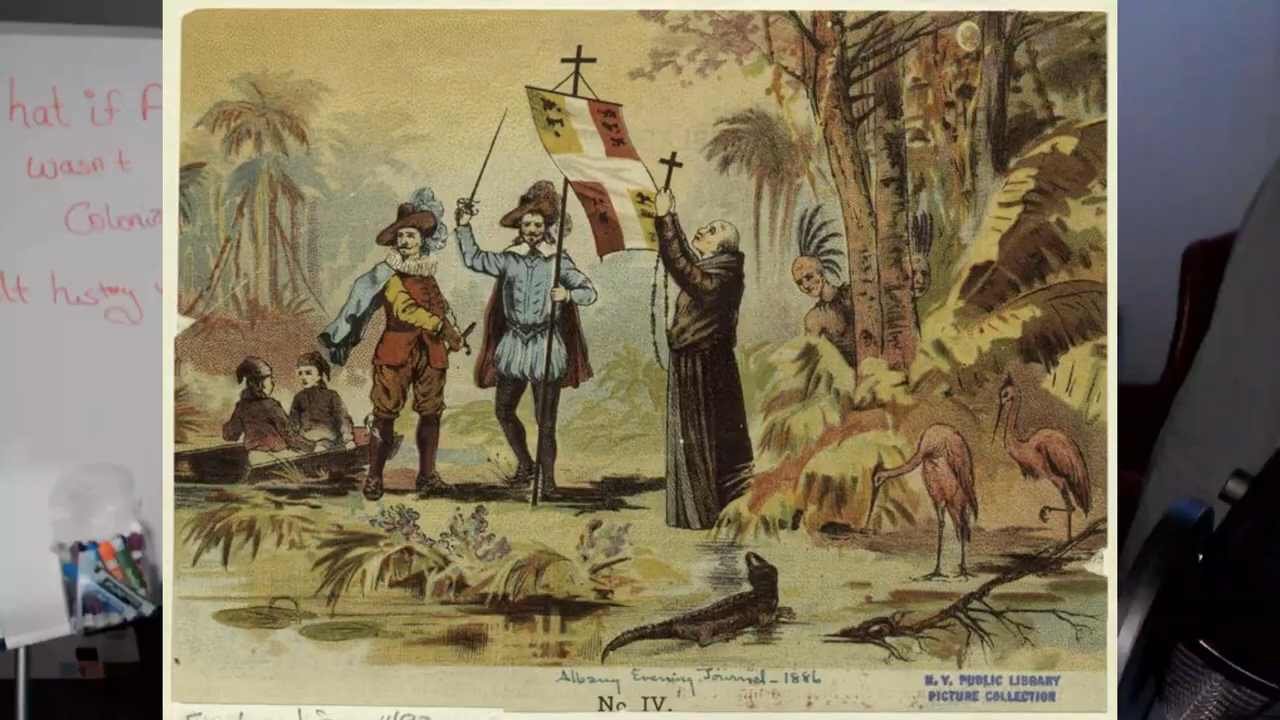 hat if
wasn't
Coloni
lt history
Albany Evening Journal - 1886
No IV.
N.Y. PUBLIC LIBRARY
PICTURE COLLECTION